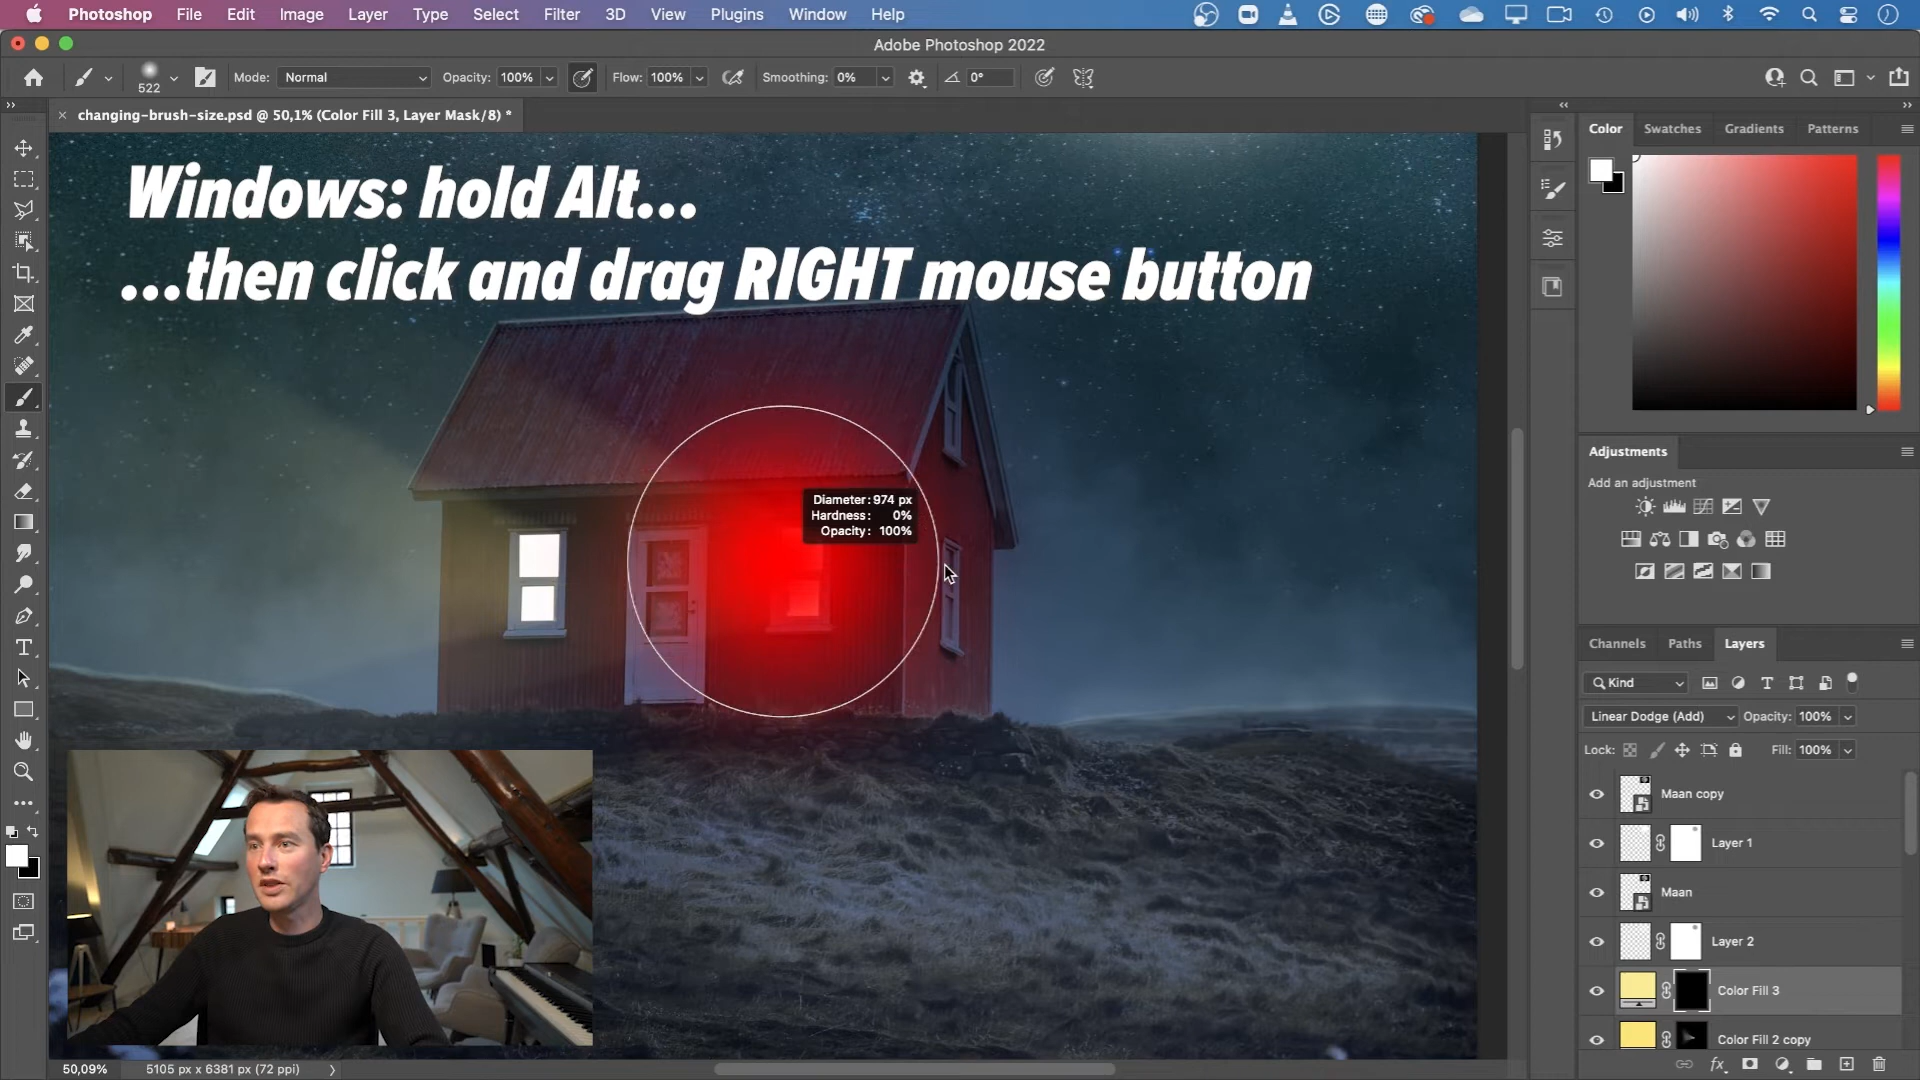 Photoshop File Edit Image Layer Type Select Filter 3D View Plugins Window Help
Adobe Photoshop 2022
522 Mode: Normal Opacity: 100% Flow: 100% Smoothing: 0% 0°
changing-brush-size.psd @ 50,1% (Color Fill 3, Layer Mask/8) *
Windows: hold Alt...
...then click and drag RIGHT mouse button
Diameter: 974 px
Hardness: 0%
Opacity: 100%
Color Swatches Gradients Patterns
Adjustments
Add an adjustment
Channels Paths Layers
Kind
Linear Dodge (Add) Opacity: 100%
Lock: Fill: 100%
Maan copy
Layer 1
Maan
Layer 2
Color Fill 3
Color Fill 2 copy
50,09% 5105 px x 6381 px (72 ppi)